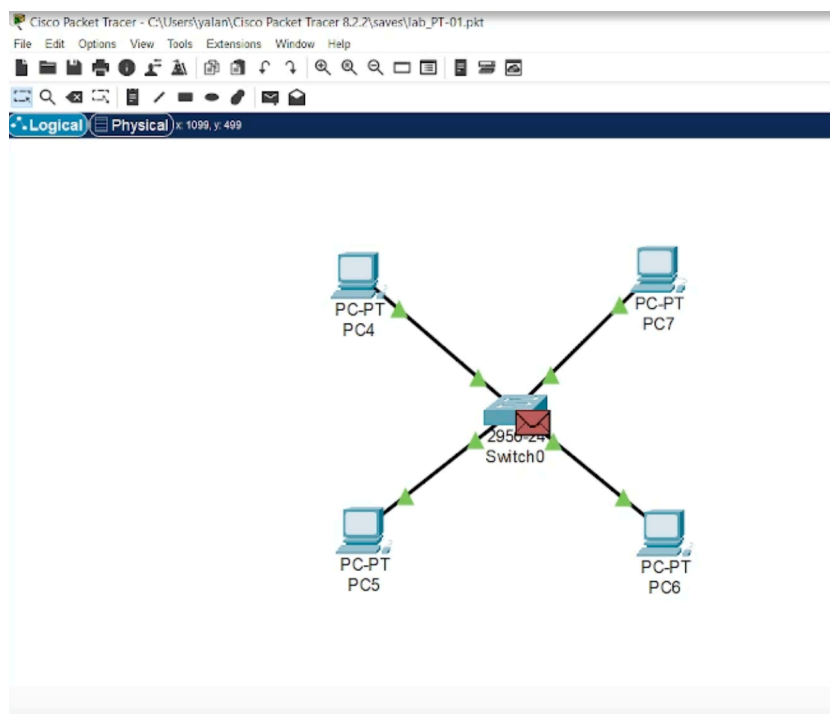 Cisco Packet Tracer - C:\Users\yalan\Cisco Packet Tracer 8.2.2\saves\lab_PT-01.pkt
File Edit Options View Tools Extensions Window Help
Logical Physical x: 1099, y: 499
PC-PT
PC4
PC-PT
PC7
2950-24
Switch0
PC-PT
PC5
PC-PT
PC6